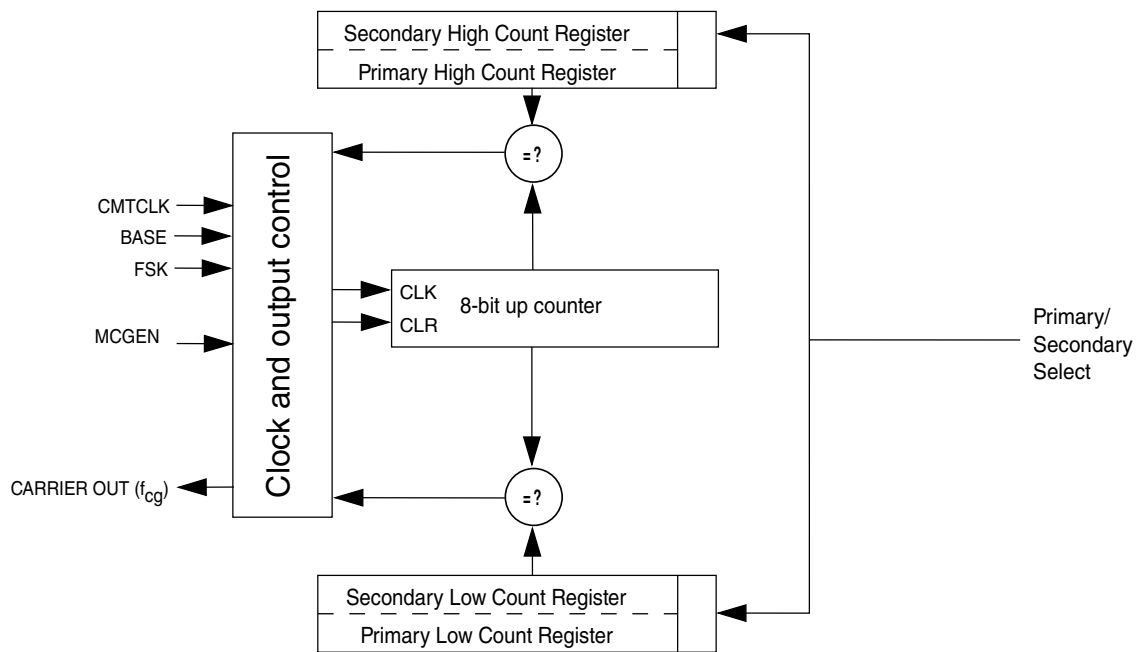 Secondary High Count Register
Primary High Count Register
=?
Clock and output control
CMTCLK
BASE
FSK
MCGEN
CLK
8-bit up counter
CLR
Primary/
Secondary
Select
CARRIER OUT (fcg)
=?
Secondary Low Count Register
Primary Low Count Register